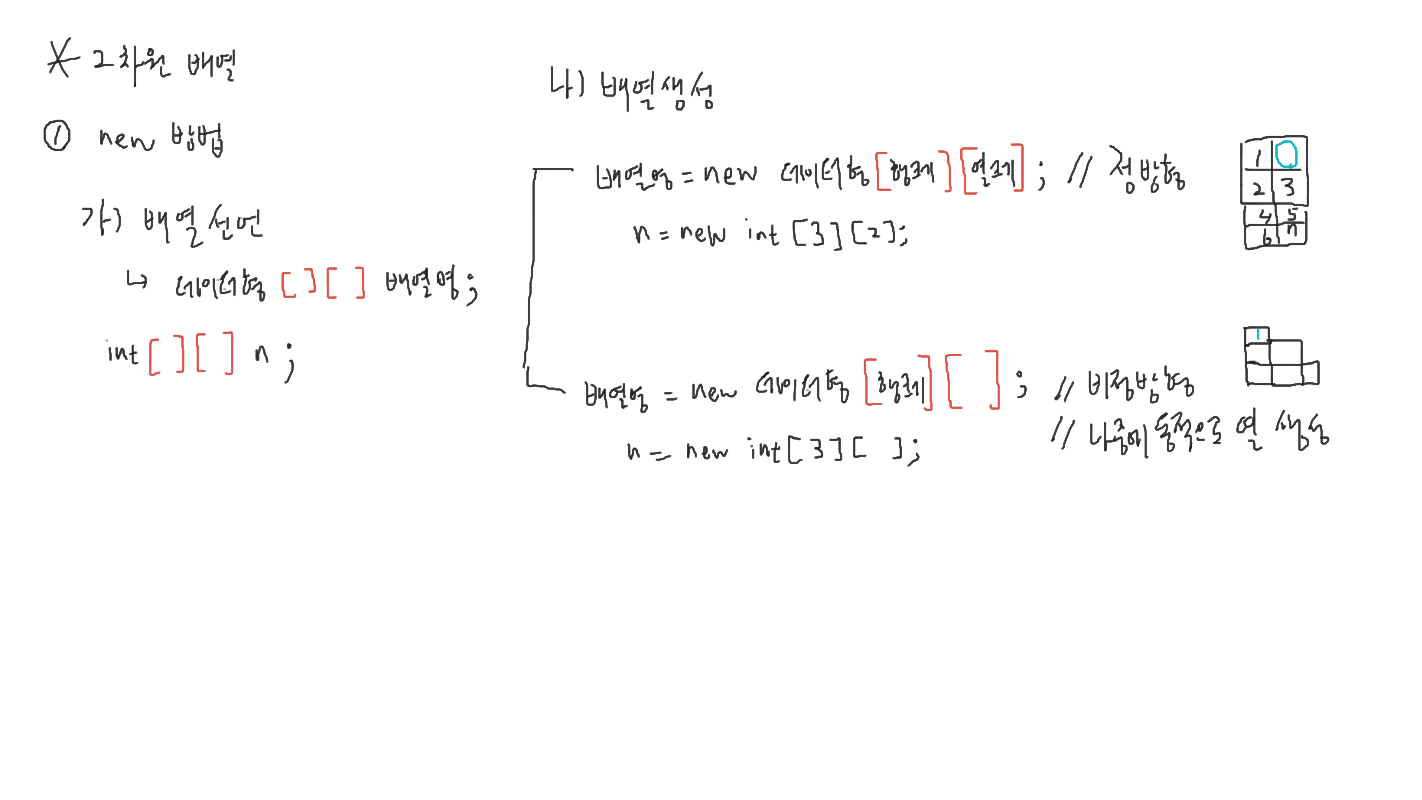 * 2차원 배열
① new 방법
가) 배열선언
↳ 데이터형 [ ][ ] 배열명;
int[ ][ ] n ;
나) 배열생성
배열명 = new 데이터형[행크기][열크기]; // 정방형
n = new int [3][2];
배열명 = new 데이터형[행크기][ ]; // 비정방형
// 나중에 동적으로 열 생성
n = new int[3][ ];
1
2 3
4 5
6 n
1